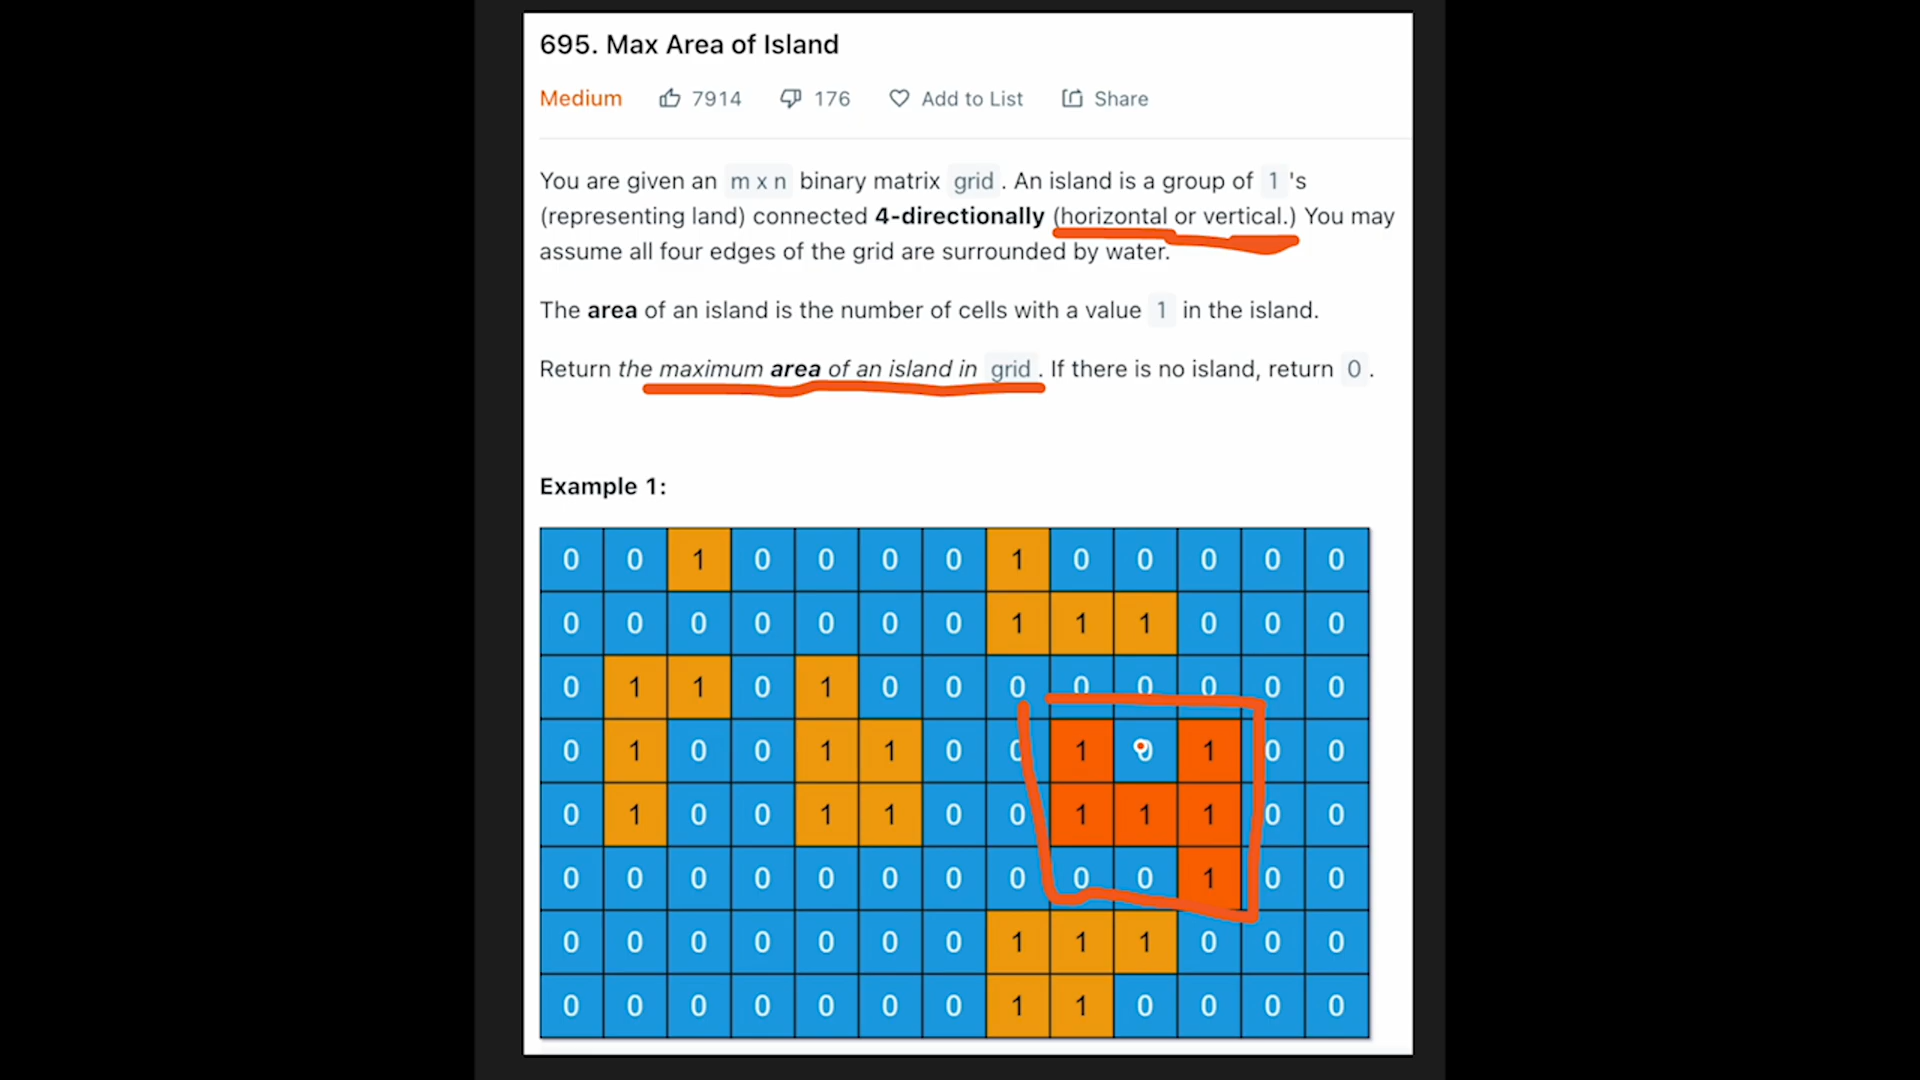 695. Max Area of Island
Medium 7914 176 Add to List Share
You are given an m x n binary matrix grid . An island is a group of 1 's
(representing land) connected 4-directionally (horizontal or vertical.) You may
assume all four edges of the grid are surrounded by water.
The area of an island is the number of cells with a value 1 in the island.
Return the maximum area of an island in grid . If there is no island, return 0 .
Example 1:
0 0 1 0 0 0 0 1 0 0 0 0 0
0 0 0 0 0 0 0 1 1 1 0 0 0
0 1 1 0 1 0 0 0 0 0 0 0 0
0 1 0 0 1 1 0 0 1 0 1 0 0
0 1 0 0 1 1 0 0 1 1 1 0 0
0 0 0 0 0 0 0 0 0 0 1 0 0
0 0 0 0 0 0 0 1 1 1 0 0 0
0 0 0 0 0 0 0 1 1 0 0 0 0